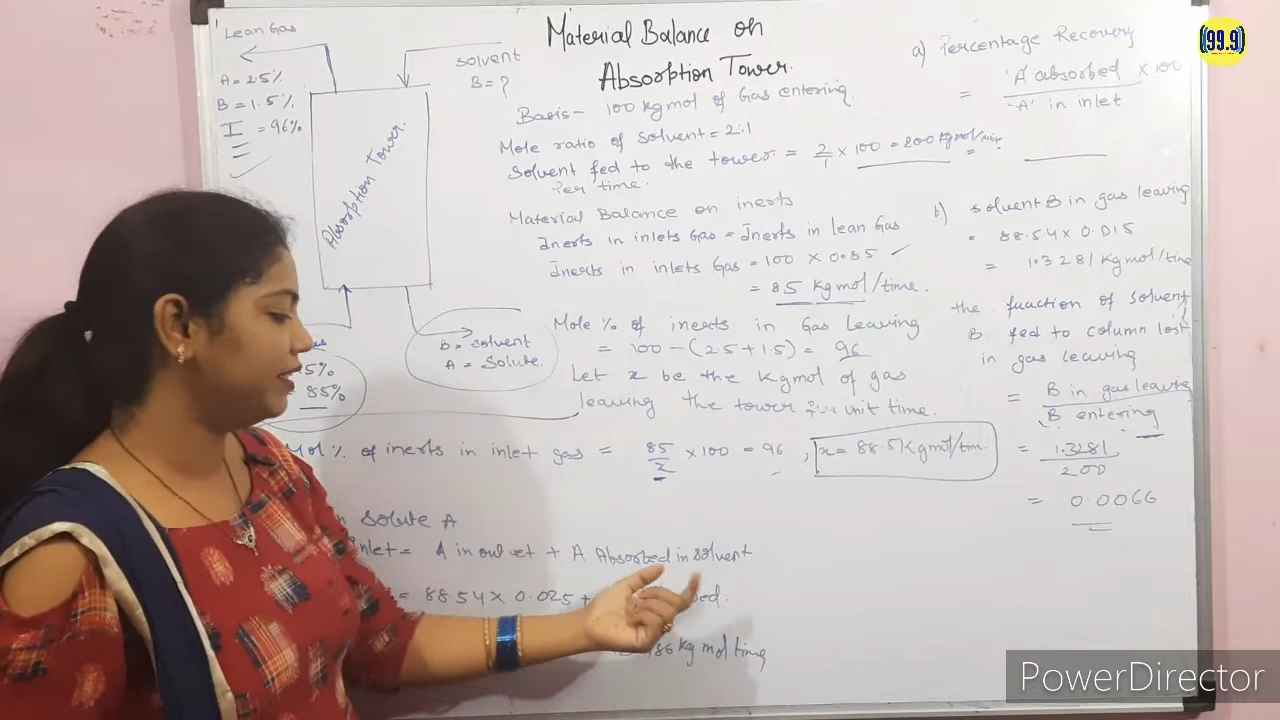 Material Balance on
Absorption Tower.
Lean Gas
A = 2.5%
B = 1.5%
I = 96%
solvent
B = ?
Absorption Tower.
5%
85%
B = solvent
A = Solute.
Basis - 100 kgmol of Gas entering.
Mole ratio of solvent = 2:1
Solvent fed to the tower = 2/1 × 100 = 200 kgmol/time
Per time.
Material Balance on inerts
Inerts in inlets Gas = Inerts in lean Gas
Inerts in inlets Gas = 100 × 0.85
= 85 Kgmol/time.
Mole % of inerts in Gas leaving
= 100 - (2.5 + 1.5) = 96
Let x be the Kgmol of gas
leaving the tower unit time.
Mol % of inerts in inlet gas = 85/x × 100 = 96, x = 88.5 Kgmol/tm.
Solute A
inlet = A in outlet + A Absorbed in solvent
= 88.54 × 0.025 +
86 kg mol time
a) Percentage Recovery
= 'A' absorbed / 'A' in inlet × 100
b) solvent B in gas leaving
= 88.54 × 0.015
= 1.3281 Kgmol/time
the function of solvent
B. fed to column lost
in gas leaving
= B in gas leaving / B entering
= 1.3281 / 200
= 0.0066
(99.9)
PowerDirector